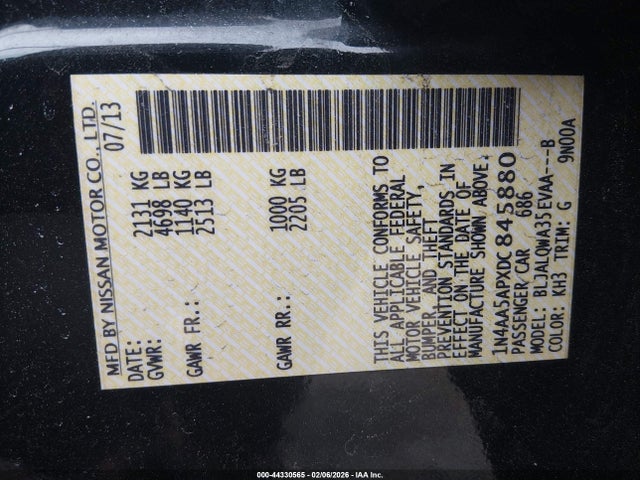 MFD BY NISSAN MOTOR CO., LTD.
DATE: 07/13
GVWR: 2131 KG
4698 LB
GAWR FR.: 1140 KG
2513 LB
GAWR RR.: 1000 KG
2205 LB
THIS VEHICLE CONFORMS TO
ALL APPLICABLE FEDERAL
MOTOR VEHICLE SAFETY,
BUMPER, AND THEFT
PREVENTION STANDARDS IN
EFFECT ON THE DATE OF
MANUFACTURE SHOWN ABOVE.
1N4AA5APXDC845880
PASSENGER CAR 686
MODEL: BLJALQWA35EVAA---B
COLOR: KH3 TRIM: G 9N00A
000-44330565 - 02/06/2026 - IAA Inc.